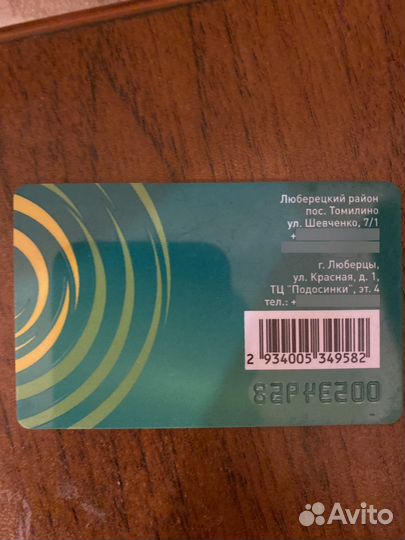 Люберецкий район
пос. Томилино
ул. Шевченко, 7/1
+
г. Люберцы,
ул. Красная, д. 1,
ТЦ "Подосинки", эт. 4
тел.: +
2 934005 349582
00534958
Avito